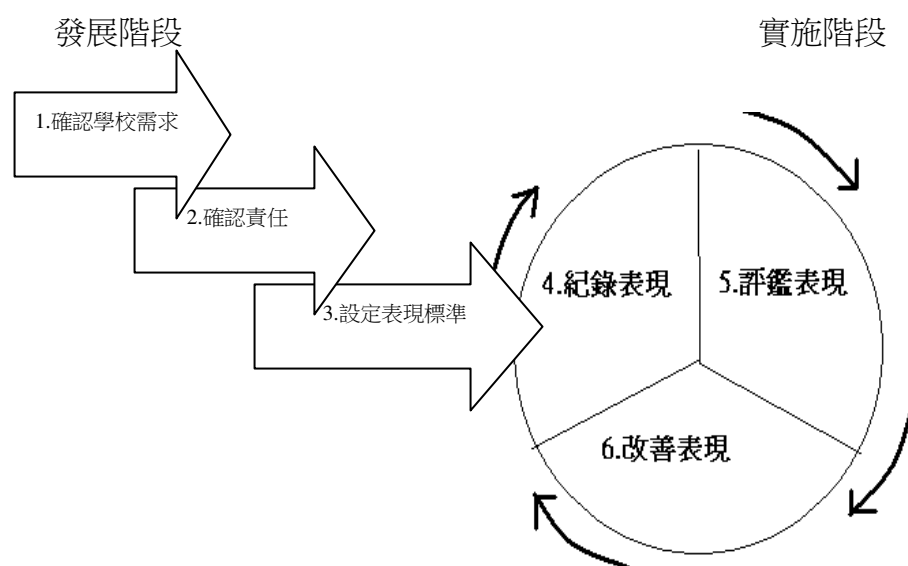 發展階段
實施階段
1.確認學校需求
2.確認責任
3.設定表現標準
4.紀錄表現
5.評鑑表現
6.改善表現